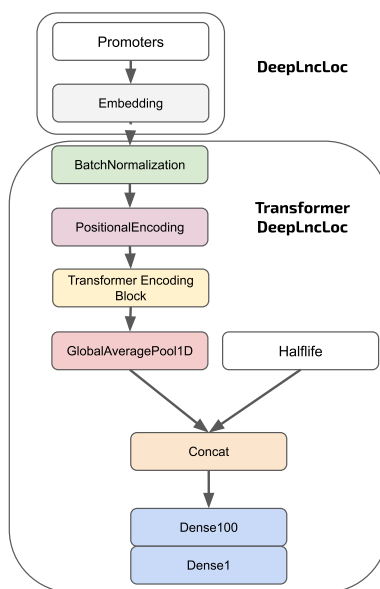 Promoters
DeepLncLoc
Embedding
BatchNormalization
Transformer
DeepLncLoc
PositionalEncoding
Transformer Encoding
Block
GlobalAveragePool1D
Halflife
Concat
Dense100
Dense1